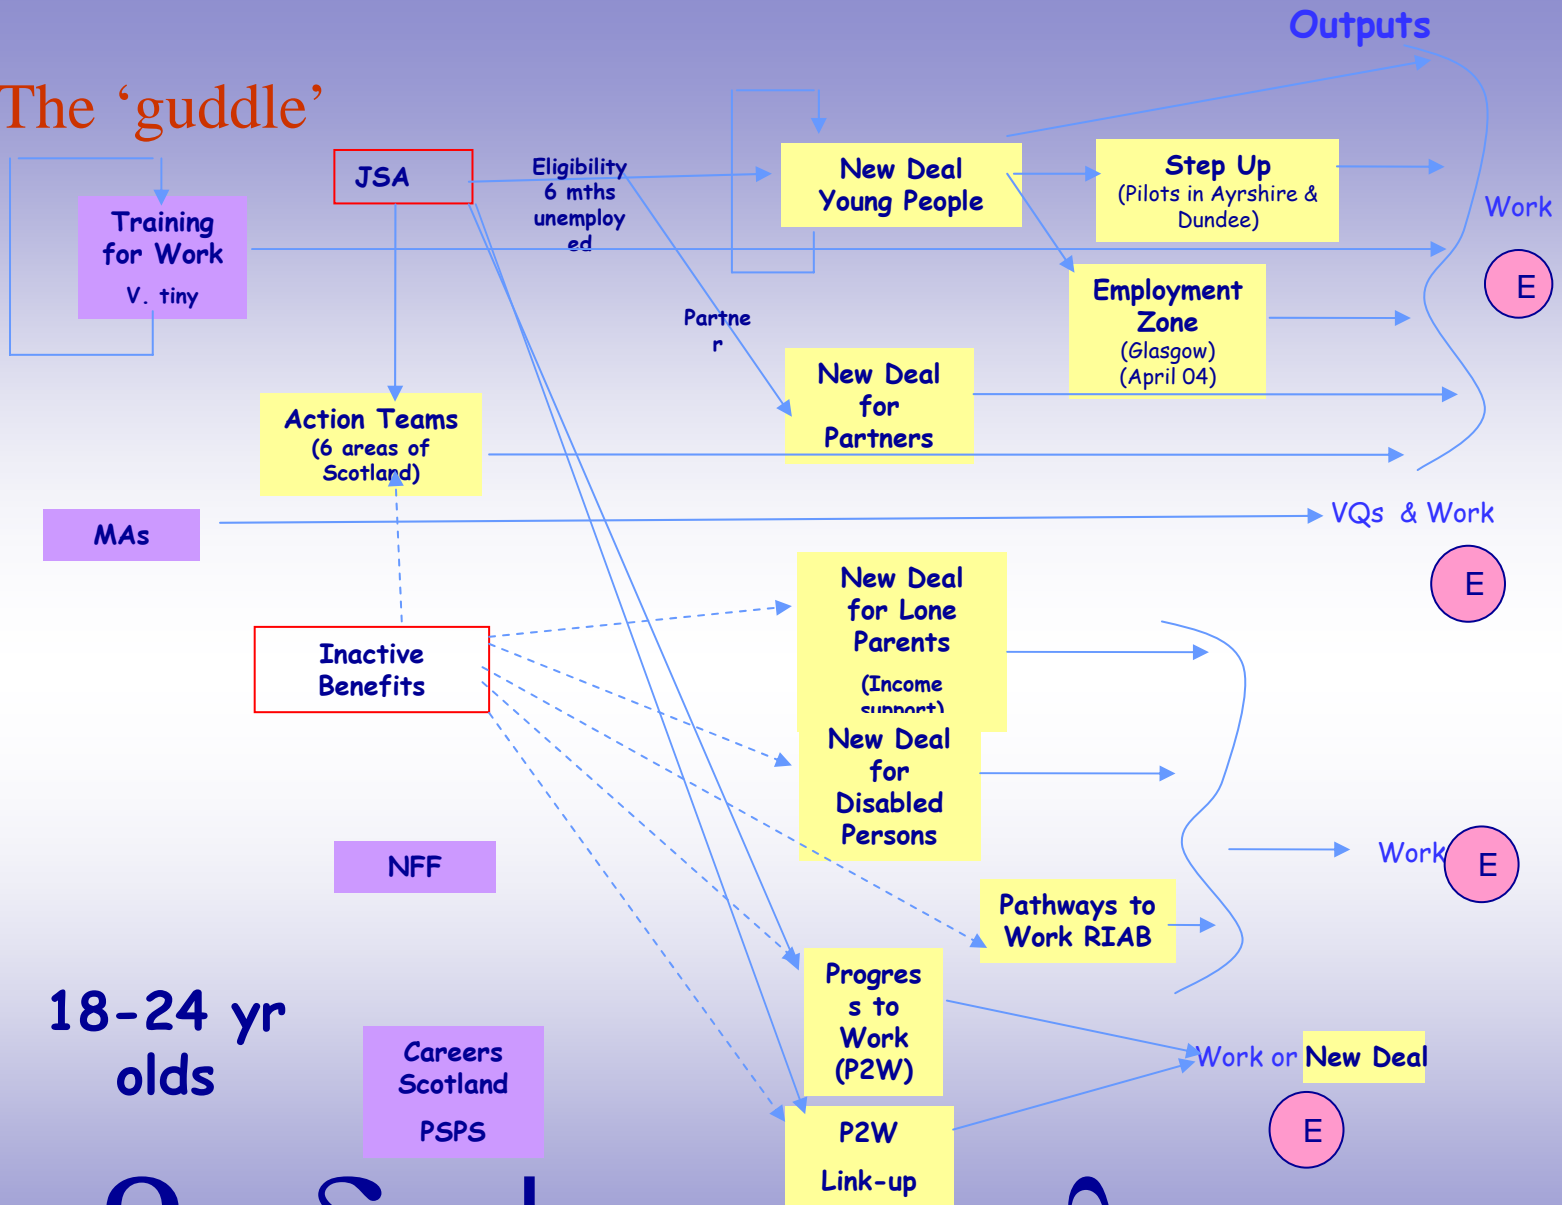 Outputs
The ‘guddle’
JSA
Eligibility
6 mths
unemploy
ed
New Deal
Young People
Step Up
(Pilots in Ayrshire &
Dundee)
Work
E
Training
for Work
V. tiny
Employment
Zone
(Glasgow)
(April 04)
Partne
r
New Deal
for
Partners
Action Teams
(6 areas of
Scotland)
MAs
VQs & Work
E
New Deal
for Lone
Parents
(Income
support)
Inactive
Benefits
New Deal
for
Disabled
Persons
NFF
Work
E
Pathways to
Work RIAB
Progres
s to
Work
(P2W)
18-24 yr
olds
Careers
Scotland
PSPS
Work or New Deal
E
P2W
Link-up